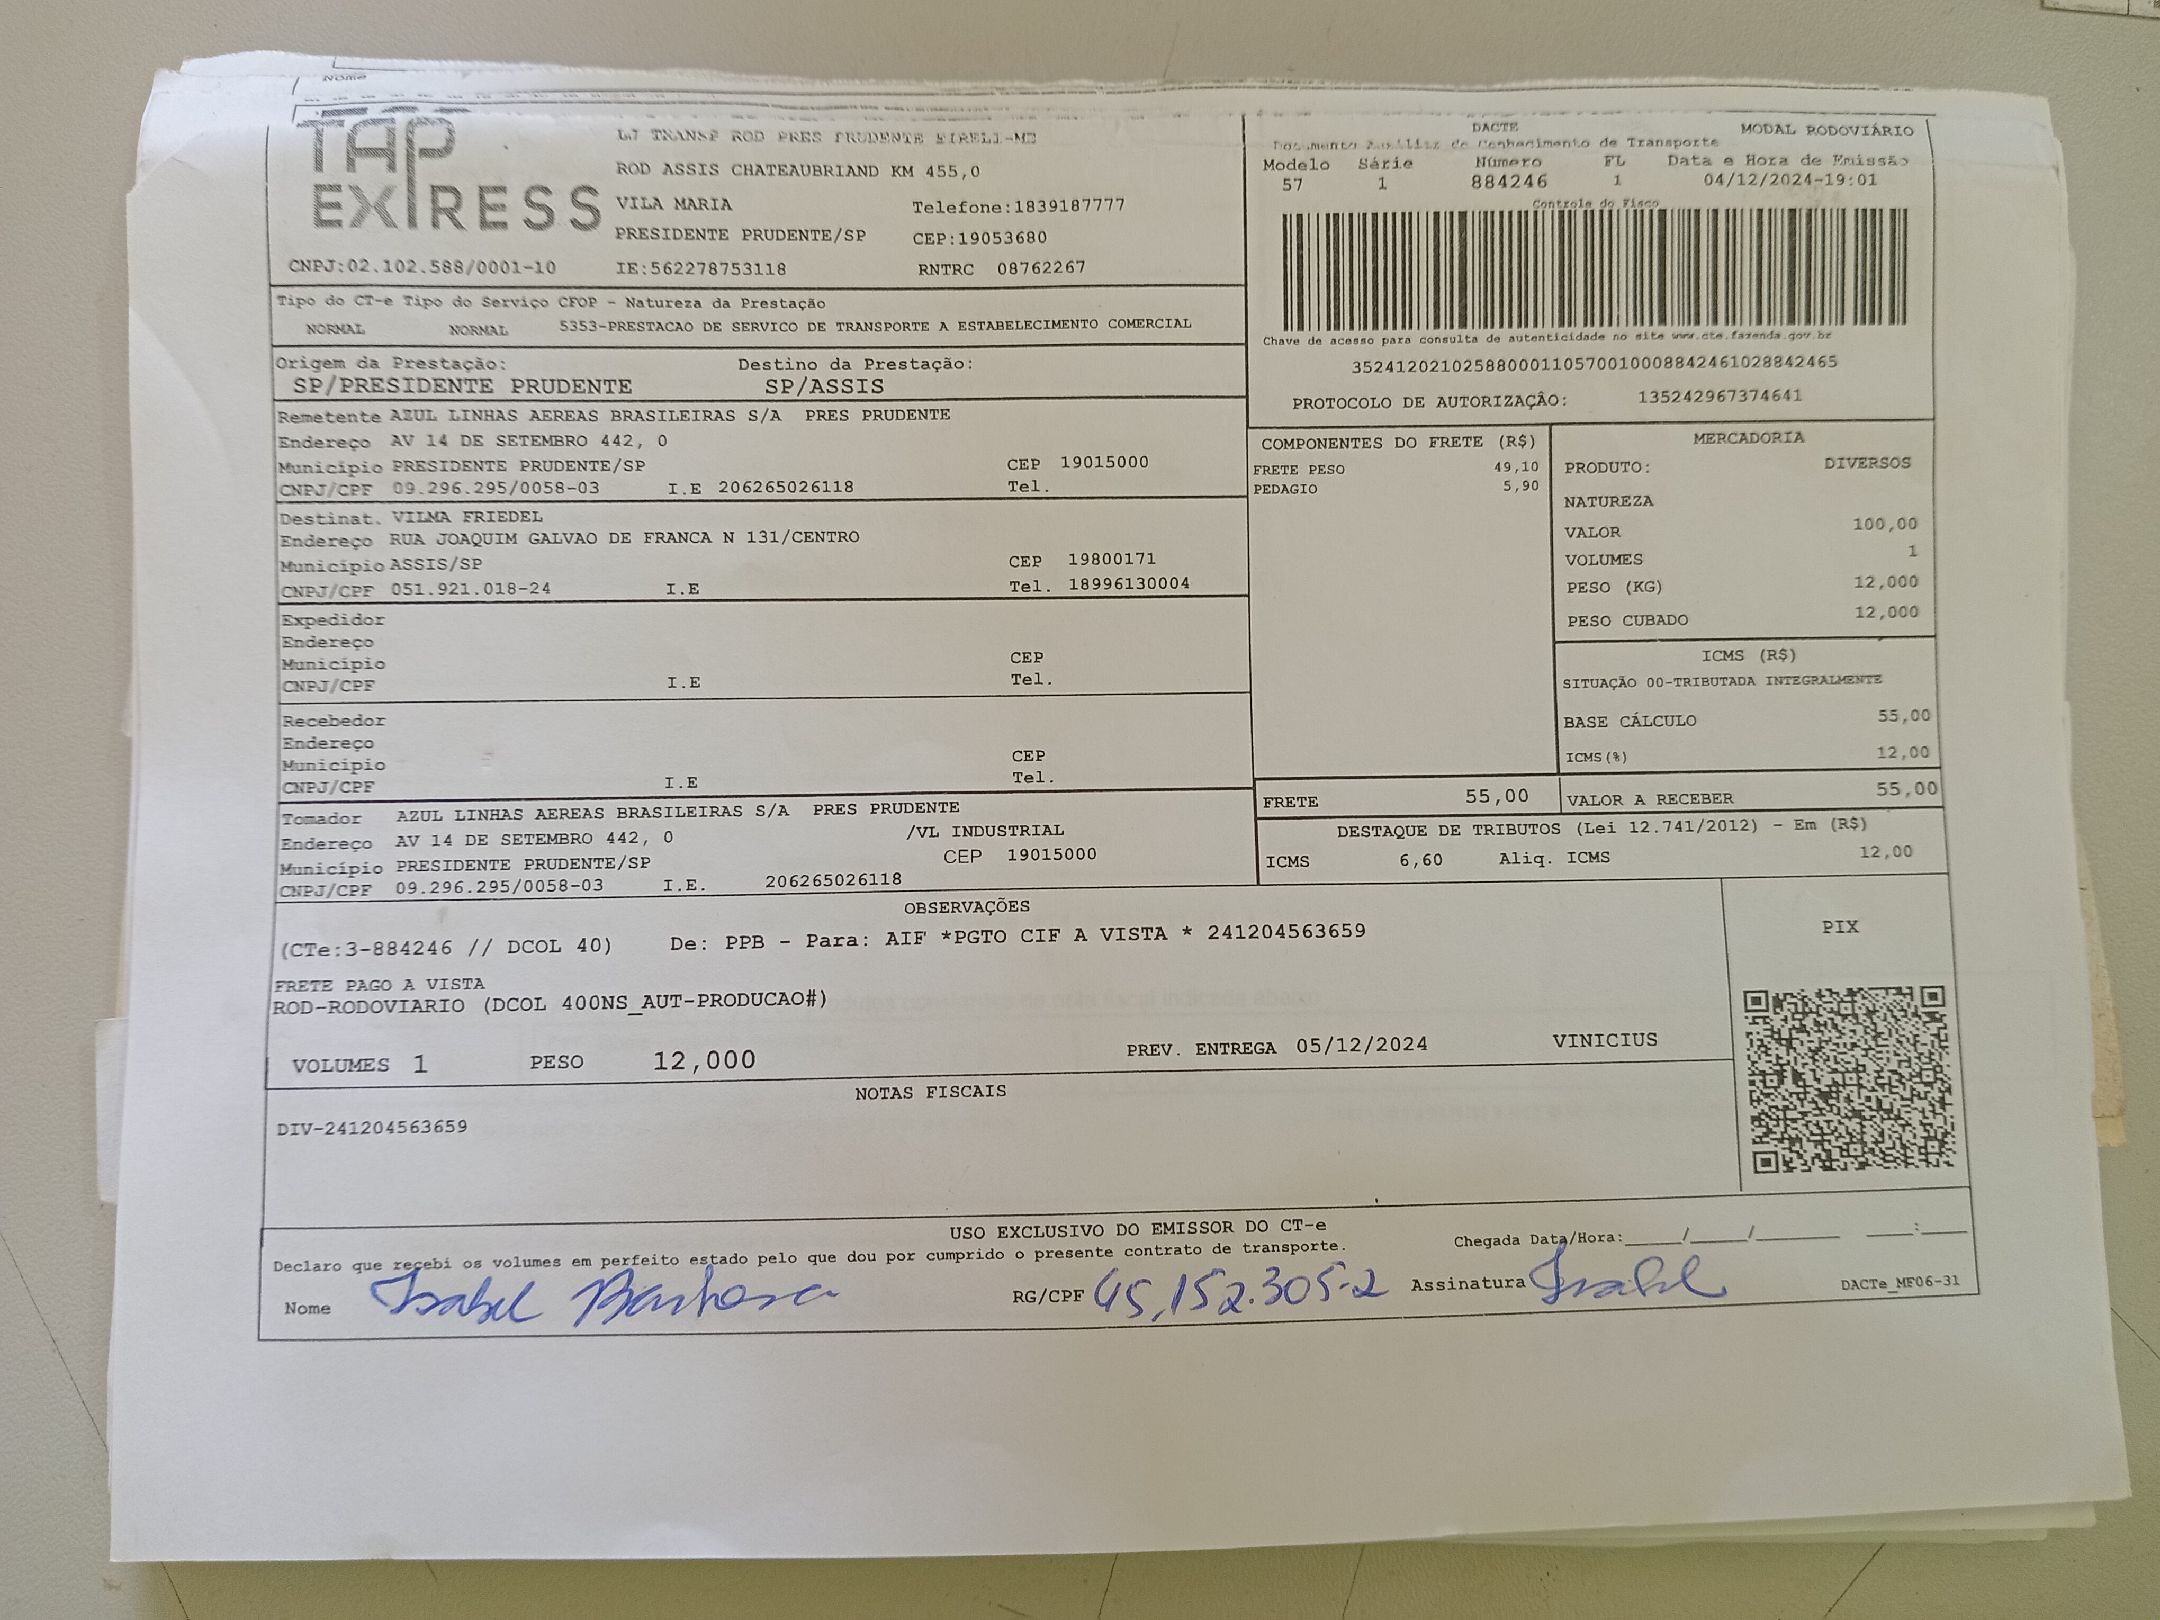 Nome
TAP
EXPRESS
LJ TRANSP ROD PRES PRUDENTE EIRELI-ME
ROD ASSIS CHATEAUBRIAND KM 455,0
VILA MARIA Telefone:1839187777
PRESIDENTE PRUDENTE/SP CEP:19053680
CNPJ:02.102.588/0001-10 IE:562278753118 RNTRC 08762267
DACTE MODAL RODOVIÁRIO
Documento Auxiliar do Conhecimento de Transporte
Modelo Série Número FL Data e Hora de Emissão
57 1 884246 1 04/12/2024-19:01
Controle do Fisco
Chave de acesso para consulta de autenticidade no site www.cte.fazenda.gov.br
35241202102588000110570010008842461028842465
PROTOCOLO DE AUTORIZAÇÃO: 135242967374641
Tipo do CT-e Tipo do Serviço CFOP - Natureza da Prestação
NORMAL NORMAL 5353-PRESTACAO DE SERVICO DE TRANSPORTE A ESTABELECIMENTO COMERCIAL
Origem da Prestação: Destino da Prestação:
SP/PRESIDENTE PRUDENTE SP/ASSIS
Remetente AZUL LINHAS AEREAS BRASILEIRAS S/A PRES PRUDENTE
Endereço AV 14 DE SETEMBRO 442, 0
Município PRESIDENTE PRUDENTE/SP CEP 19015000
CNPJ/CPF 09.296.295/0058-03 I.E 206265026118 Tel.
Destinat. VILMA FRIEDEL
Endereço RUA JOAQUIM GALVAO DE FRANCA N 131/CENTRO
Município ASSIS/SP CEP 19800171
CNPJ/CPF 051.921.018-24 I.E Tel. 18996130004
Expedidor
Endereço
Município CEP
CNPJ/CPF I.E Tel.
Recebedor
Endereço
Município CEP
CNPJ/CPF I.E Tel.
Tomador AZUL LINHAS AEREAS BRASILEIRAS S/A PRES PRUDENTE
Endereço AV 14 DE SETEMBRO 442, 0 /VL INDUSTRIAL
Município PRESIDENTE PRUDENTE/SP CEP 19015000
CNPJ/CPF 09.296.295/0058-03 I.E. 206265026118
COMPONENTES DO FRETE (R$)
FRETE PESO 49,10
PEDAGIO 5,90
MERCADORIA
PRODUTO: DIVERSOS
NATUREZA
VALOR 100,00
VOLUMES 1
PESO (KG) 12,000
PESO CUBADO 12,000
ICMS (R$)
SITUAÇÃO 00-TRIBUTADA INTEGRALMENTE
BASE CÁLCULO 55,00
ICMS(%) 12,00
FRETE 55,00 VALOR A RECEBER 55,00
DESTAQUE DE TRIBUTOS (Lei 12.741/2012) - Em (R$)
ICMS 6,60 Aliq. ICMS 12,00
OBSERVAÇÕES
(CTe:3-884246 // DCOL 40) De: PPB - Para: AIF *PGTO CIF A VISTA * 241204563659
FRETE PAGO A VISTA
ROD-RODOVIARIO (DCOL 400NS_AUT-PRODUCAO#)
VOLUMES 1 PESO 12,000 PREV. ENTREGA 05/12/2024 VINICIUS
PIX
NOTAS FISCAIS
DIV-241204563659
USO EXCLUSIVO DO EMISSOR DO CT-e
Declaro que recebi os volumes em perfeito estado pelo que dou por cumprido o presente contrato de transporte. Chegada Data/Hora:_____/_____/________ ____:____
Nome Isabel Barbosa RG/CPF 45,152.305-2 Assinatura Isabel DACTe_MF06-31